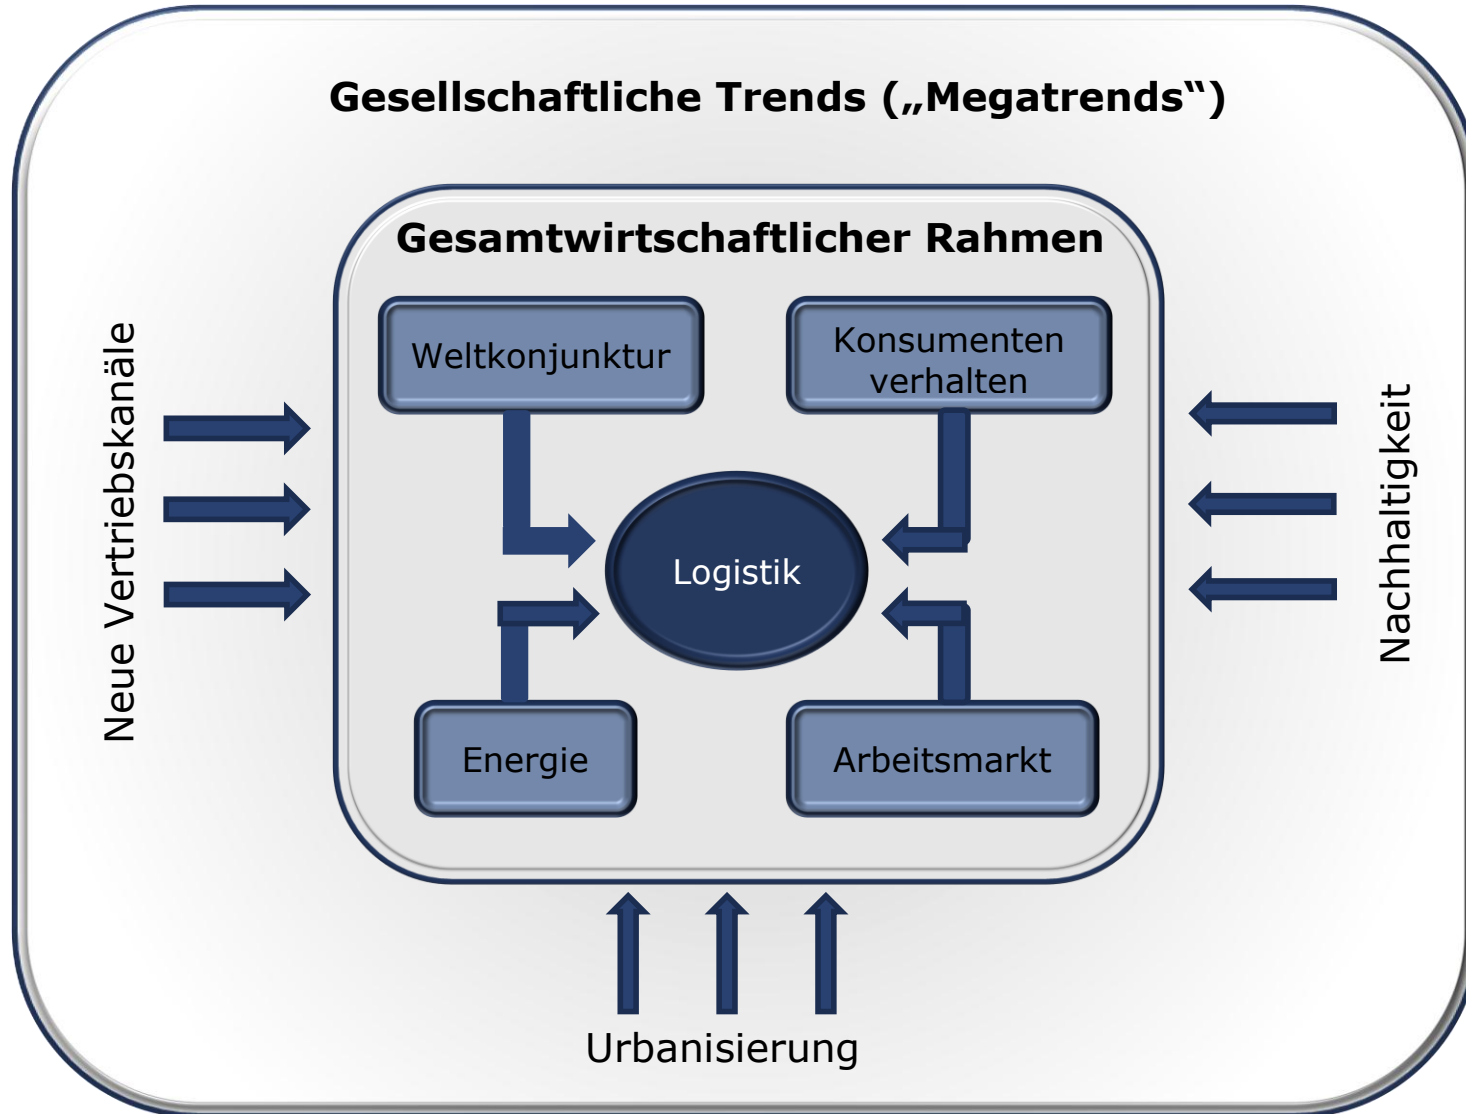 Gesellschaftliche Trends („Megatrends“)
Gesamtwirtschaftlicher Rahmen
Weltkonjunktur
Konsumenten
verhalten
Neue Vertriebskanäle
Logistik
Nachhaltigkeit
Energie
Arbeitsmarkt
Urbanisierung